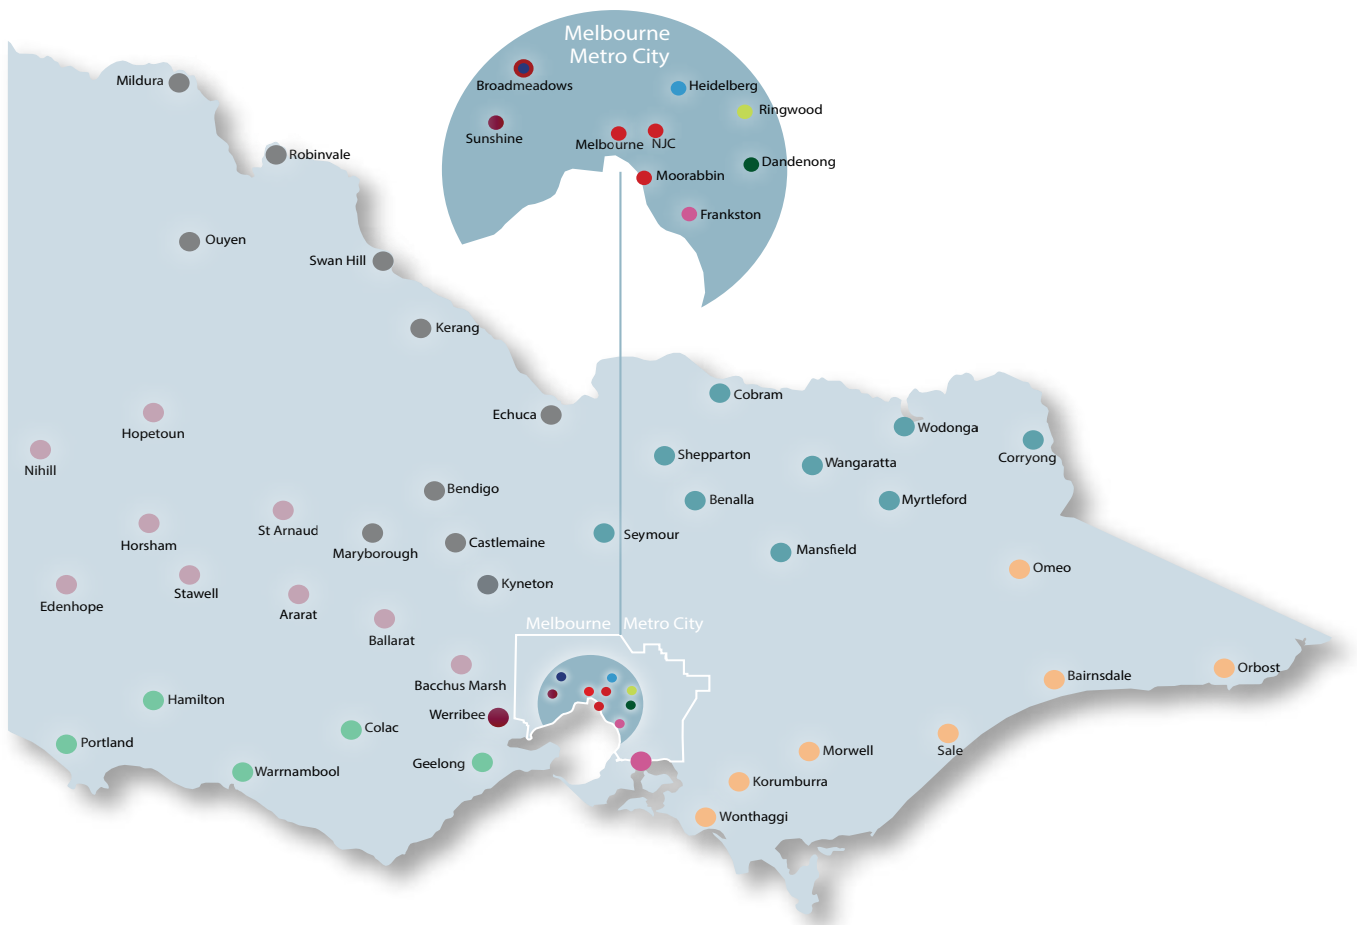 Melbourne
Metro City
Broadmeadows
Heidelberg
Ringwood
Sunshine
Melbourne
NJC
Dandenong
Moorabbin
Frankston
Mildura
Robinvale
Ouyen
Swan Hill
Kerang
Echuca
Cobram
Hopetoun
Wodonga
Nihill
Shepparton
Wangaratta
Corryong
Bendigo
Benalla
Myrtleford
St Arnaud
Horsham
Maryborough
Castlemaine
Seymour
Mansfield
Omeo
Edenhope
Stawell
Ararat
Kyneton
Ballarat
Melbourne Metro City
Bacchus Marsh
Orbost
Bairnsdale
Hamilton
Werribee
Colac
Portland
Geelong
Warrnambool
Morwell
Sale
Korumburra
Wonthaggi